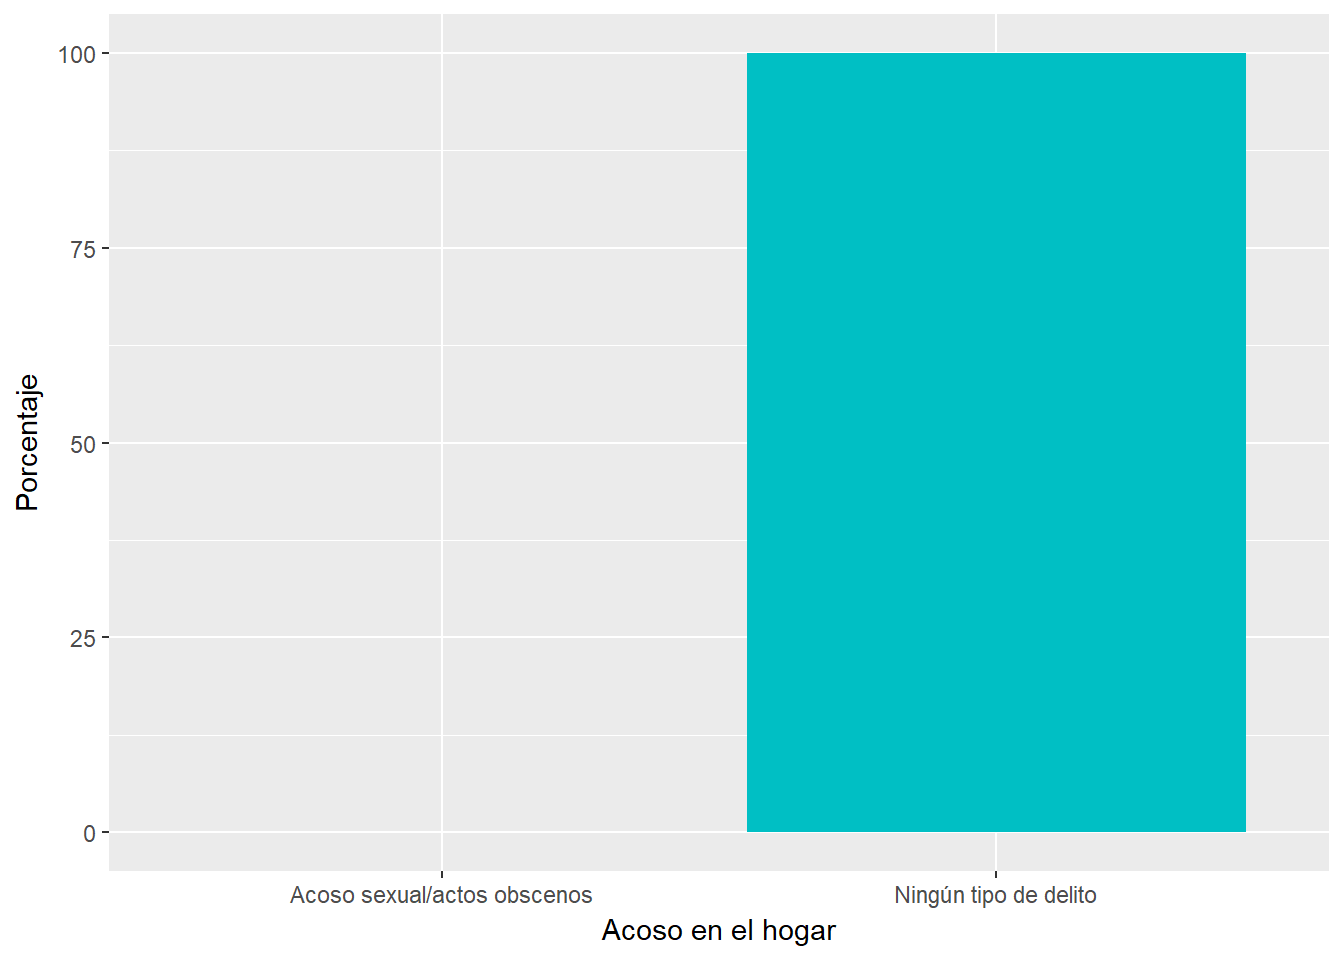 100
75
50
25
0
Porcentaje
Acoso sexual/actos obscenos
Ningún tipo de delito
Acoso en el hogar